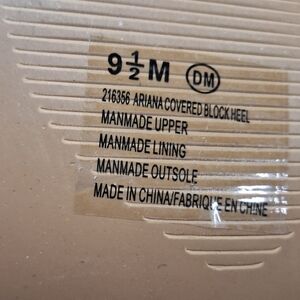 9½M DM
216356 ARIANA COVERED BLOCK HEEL
MANMADE UPPER
MANMADE LINING
MANMADE OUTSOLE
MADE IN CHINA/FABRIQUE EN CHINE